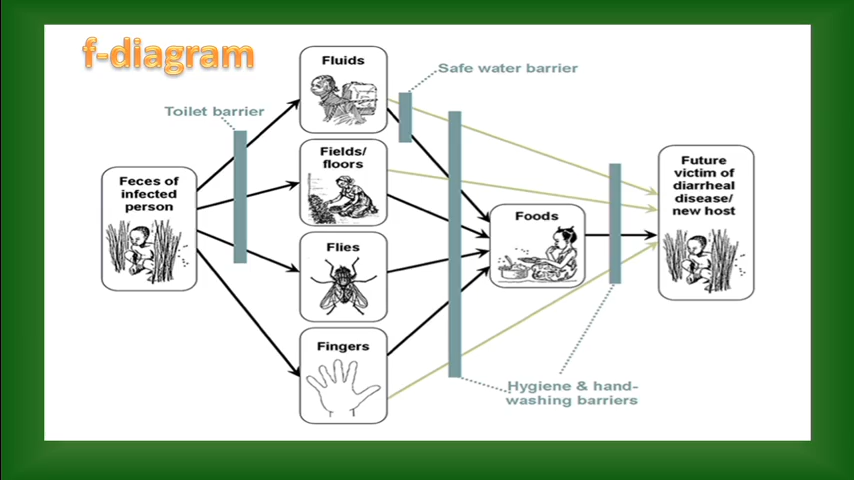 f-diagram
Fluids
Safe water barrier
Toilet barrier
Fields/
floors
Feces of
infected
person
Future
victim of
diarrheal
disease/
new host
Foods
Flies
Fingers
Hygiene & hand-
washing barriers